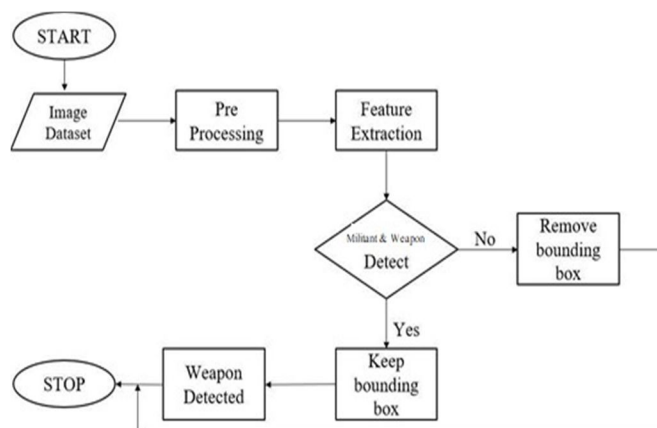 START
Image
Dataset
Pre
Processing
Feature
Extraction
Militant & Weapon
Detect
No
Remove
bounding
box
Yes
Keep
bounding
box
Weapon
Detected
STOP